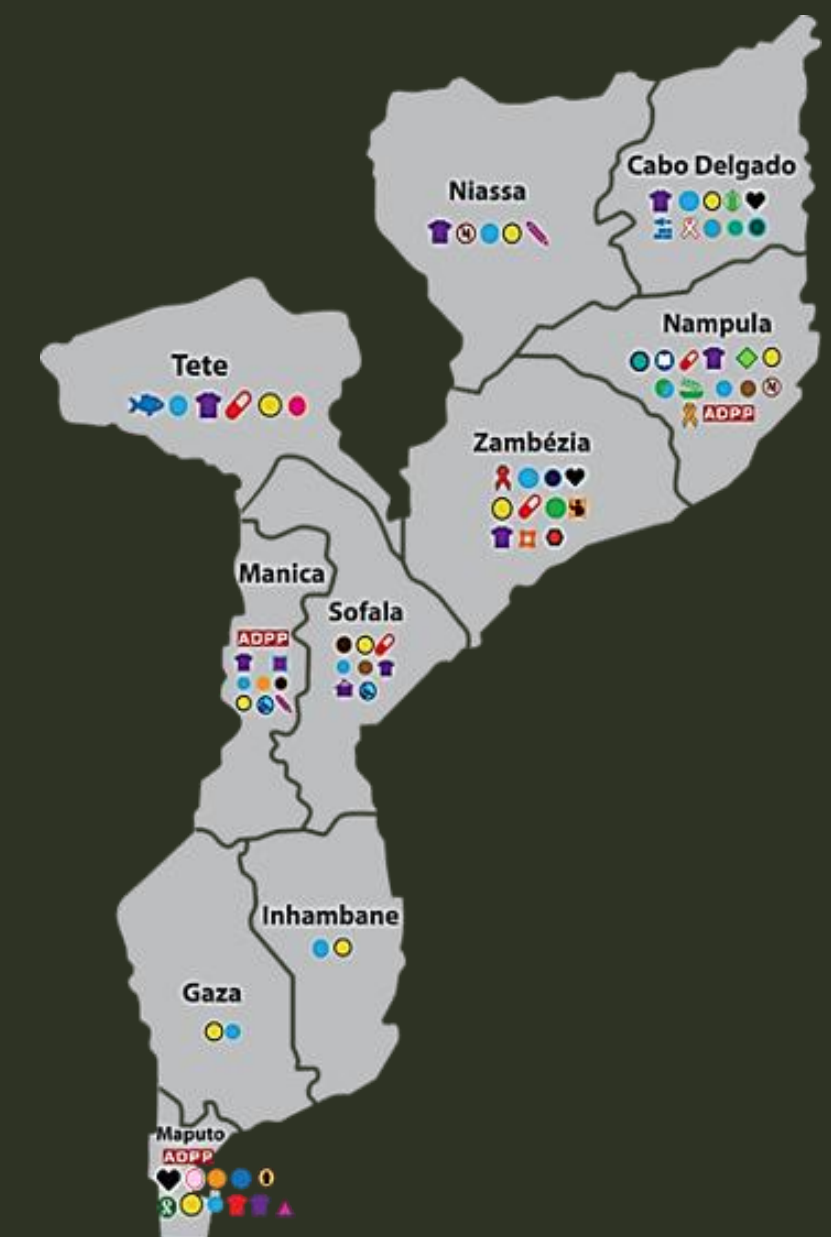 Cabo Delgado
Niassa
Nampula
ADPP
Tete
Zambézia
Manica
ADPP
Sofala
Inhambane
Gaza
Maputo
ADPP